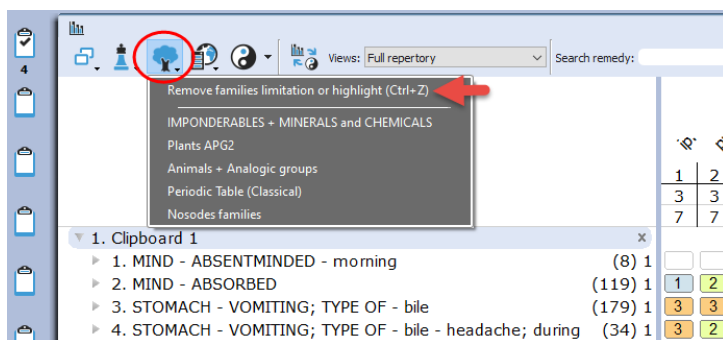 4
Views: Full repertory
Search remedy:
Remove families limitation or highlight (Ctrl+Z)
IMPONDERABLES + MINERALS and CHEMICALS
Plants APG2
Animals + Analogic groups
Periodic Table (Classical)
Nosodes families
1 2
3 3
7 7
1. Clipboard 1 x
1. MIND - ABSENTMINDED - morning (8) 1
2. MIND - ABSORBED (119) 1 1 2
3. STOMACH - VOMITING; TYPE OF - bile (179) 1 3 3
4. STOMACH - VOMITING; TYPE OF - bile - headache; during (34) 1 3 2